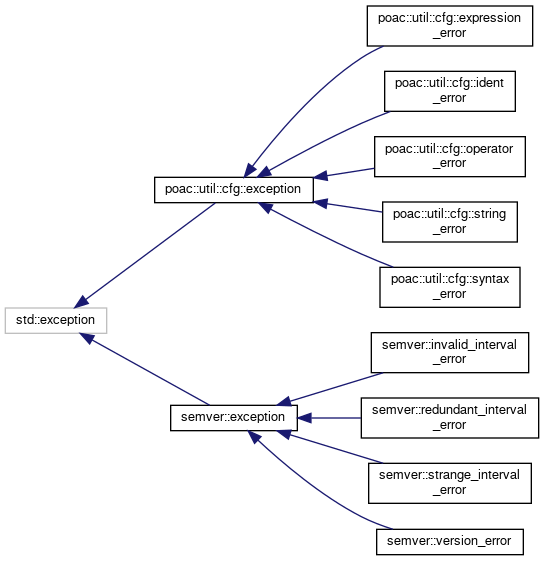 poac::util::cfg::expression
_error
poac::util::cfg::ident
_error
poac::util::cfg::operator
_error
poac::util::cfg::exception
poac::util::cfg::string
_error
poac::util::cfg::syntax
_error
std::exception
semver::invalid_interval
_error
semver::exception
semver::redundant_interval
_error
semver::strange_interval
_error
semver::version_error